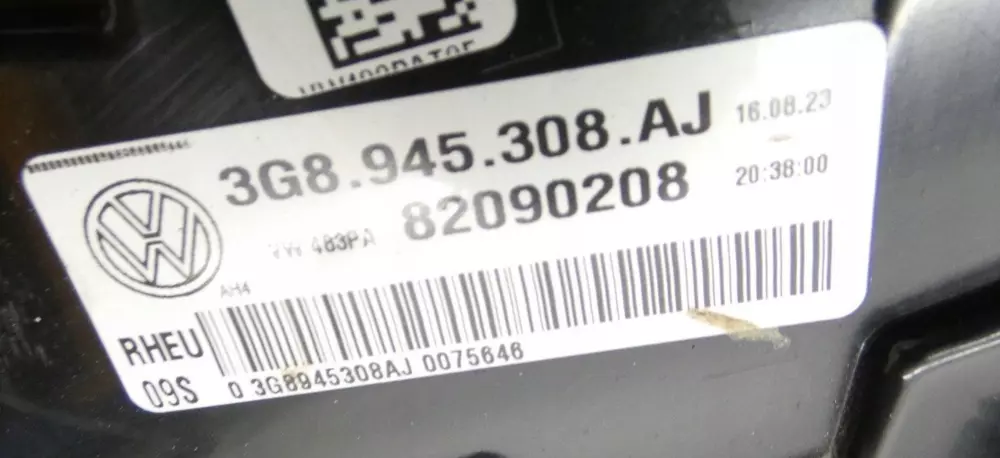 3G8.945.308.AJ 16.08.23
82090208 20:38:00
VW 483PA
AH4
RHEU
09S
0 3G8945308AJ 0075646